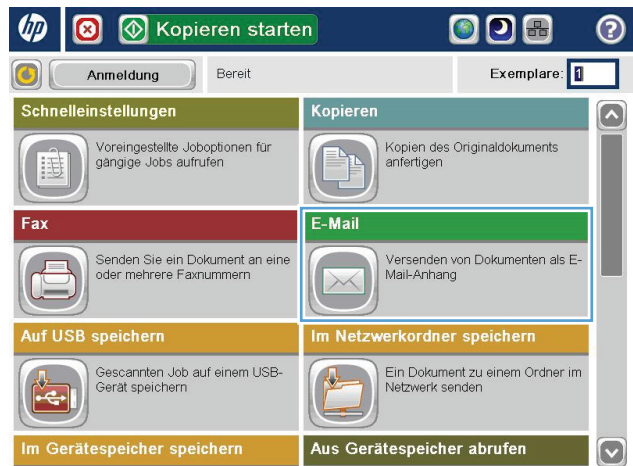 hp
Kopieren starten
?
Anmeldung
Bereit
Exemplare: 1
Schnelleinstellungen
Voreingestellte Joboptionen für
gängige Jobs aufrufen
Kopieren
Kopien des Originaldokuments
anfertigen
Fax
Senden Sie ein Dokument an eine
oder mehrere Faxnummern
E-Mail
Versenden von Dokumenten als E-
Mail-Anhang
Auf USB speichern
Gescannten Job auf einem USB-
Gerät speichern
Im Netzwerkordner speichern
Ein Dokument zu einem Ordner im
Netzwerk senden
Im Gerätespeicher speichern
Aus Gerätespeicher abrufen